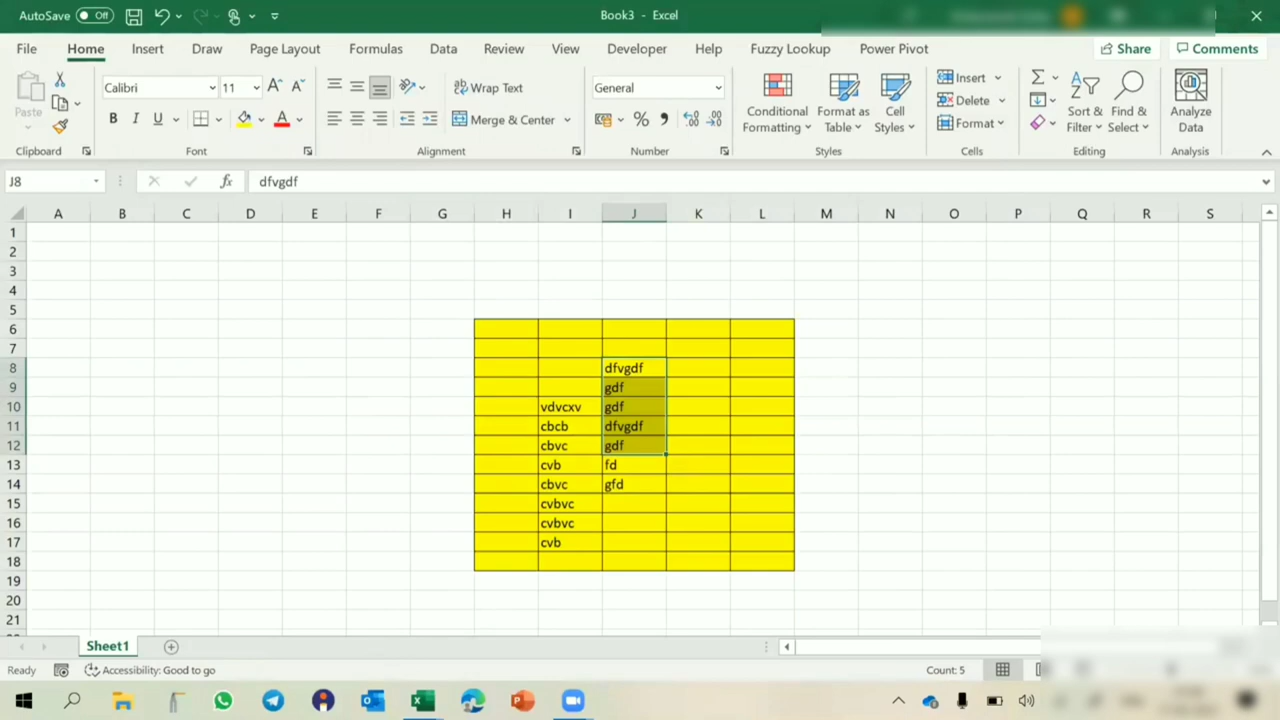 AutoSave Off Book3 - Excel
File Home Insert Draw Page Layout Formulas Data Review View Developer Help Fuzzy Lookup Power Pivot Share Comments
Paste
Clipboard
Calibri 11
B I U A
Font
Wrap Text
Merge & Center
Alignment
General
%
Number
Conditional Formatting
Format as Table
Cell Styles
Styles
Insert
Delete
Format
Cells
Sort & Filter
Find & Select
Editing
Analyze Data
Analysis
J8 fx dfvgdf
A B C D E F G H I J K L M N O P Q R S
1
2
3
4
5
6
7
8 dfvgdf
9 gdf
10 vdvcxv gdf
11 cbcb dfvgdf
12 cbvc gdf
13 cvb fd
14 cbvc gfd
15 cvbvc
16 cvbvc
17 cvb
18
19
20
21
Sheet1
Ready Accessibility: Good to go Count: 5